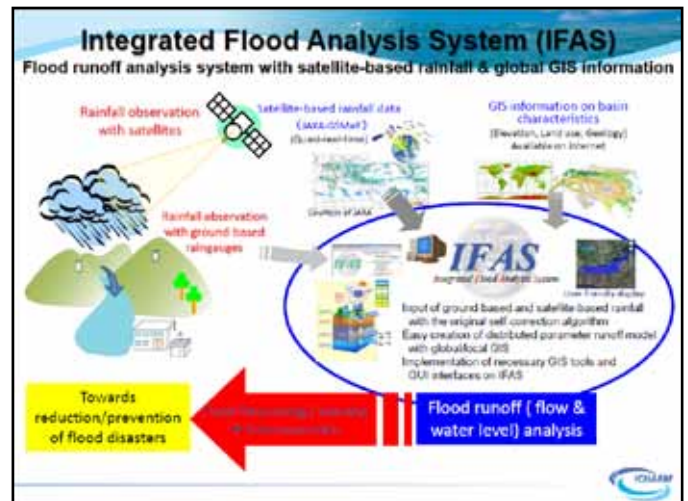 Integrated Flood Analysis System (IFAS)
Flood runoff analysis system with satellite-based rainfall & global GIS information
Rainfall observation
with satellites
Satellite-based rainfall data
(JAXA-GSMaP)
(Quasi-real-time)
Courtesy of JAXA
GIS information on basin
characteristics
(Elevation, Land use, Geology)
Available on internet
Rainfall observation
with ground-based
raingauges
IFAS
IFAS
Integrated Flood Analysis System
User-friendly display
Input of ground-based and satellite-based rainfall
with the original self-correction algorithm
Easy creation of distributed parameter runoff model
with global/local GIS
Implementation of necessary GIS tools and
GUI interfaces on IFAS
Towards
reduction/prevention
of flood disasters
Flood runoff ( flow &
water level) analysis
ICHARM